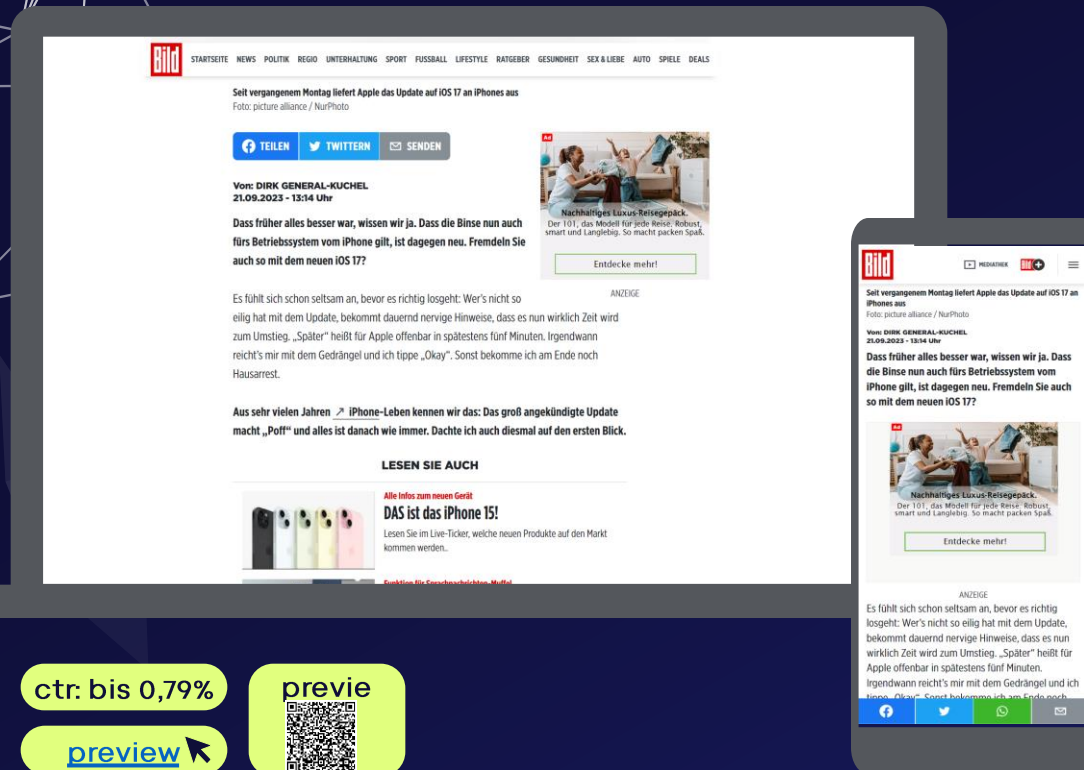 Bild STARTSEITE NEWS POLITIK REGIO UNTERHALTUNG SPORT FUSSBALL LIFESTYLE RATGEBER GESUNDHEIT SEX & LIEBE AUTO SPIELE DEALS
Seit vergangenem Montag liefert Apple das Update auf iOS 17 an iPhones aus
Foto: picture alliance / NurPhoto
TEILEN TWITTERN SENDEN
Von: DIRK GENERAL-KUCHEL
21.09.2023 - 13:14 Uhr
Dass früher alles besser war, wissen wir ja. Dass die Binse nun auch
fürs Betriebssystem vom iPhone gilt, ist dagegen neu. Fremdeln Sie
auch so mit dem neuen iOS 17?
Ad
Nachhaltiges Luxus-Reisegepäck.
Der 101, das Modell für jede Reise. Robust,
smart und Langlebig. So macht packen Spaß.
Entdecke mehr!
ANZEIGE
Es fühlt sich schon seltsam an, bevor es richtig losgeht: Wer's nicht so
eilig hat mit dem Update, bekommt dauernd nervige Hinweise, dass es nun wirklich Zeit wird
zum Umstieg. „Später“ heißt für Apple offenbar in spätestens fünf Minuten. Irgendwann
reicht's mir mit dem Gedrängel und ich tippe „Okay“. Sonst bekomme ich am Ende noch
Hausarrest.
Aus sehr vielen Jahren ↗ iPhone-Leben kennen wir das: Das groß angekündigte Update
macht „Poff“ und alles ist danach wie immer. Dachte ich auch diesmal auf den ersten Blick.
LESEN SIE AUCH
Alle Infos zum neuen Gerät
DAS ist das iPhone 15!
Lesen Sie im Live-Ticker, welche neuen Produkte auf den Markt
kommen werden..
Funktion für Sprachnachrichten-Muffel
Bild MEDIATHEK Bild+
Seit vergangenem Montag liefert Apple das Update auf iOS 17 an
iPhones aus
Foto: picture alliance / NurPhoto
Von: DIRK GENERAL-KUCHEL
21.09.2023 - 13:14 Uhr
Dass früher alles besser war, wissen wir ja. Dass
die Binse nun auch fürs Betriebssystem vom
iPhone gilt, ist dagegen neu. Fremdeln Sie auch
so mit dem neuen iOS 17?
Ad
Nachhaltiges Luxus-Reisegepäck.
Der 101, das Modell für jede Reise. Robust,
smart und Langlebig. So macht packen Spaß.
Entdecke mehr!
ANZEIGE
Es fühlt sich schon seltsam an, bevor es richtig
losgeht: Wer's nicht so eilig hat mit dem Update,
bekommt dauernd nervige Hinweise, dass es nun
wirklich Zeit wird zum Umstieg. „Später“ heißt für
Apple offenbar in spätestens fünf Minuten.
Irgendwann reicht's mir mit dem Gedrängel und ich
tippe „Okay“. Sonst bekomme ich am Ende noch
ctr: bis 0,79%
preview
previe